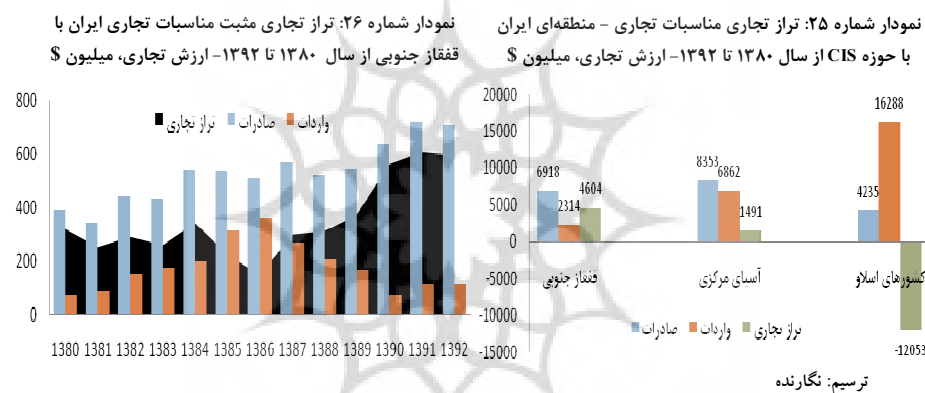 نمودار شماره ۲۵: تراز تجاری مناسبات تجاری – منطقه‌ای ایران
با حوزه CIS از سال ۱۳۸۰ تا ۱۳۹۲- ارزش تجاری، میلیون $
20000
15000
10000
5000
0
-5000
-10000
-15000
6918
2314
4604
8353
6862
1491
4235
16288
-12053
قفقاز جنوبی
آسیای مرکزی
کشورهای اسلاو
صادرات
واردات
تراز تجاری
نمودار شماره ۲۶: تراز تجاری مثبت مناسبات تجاری ایران با
قفقاز جنوبی از سال ۱۳۸۰ تا ۱۳۹۲- ارزش تجاری، میلیون $
800
600
400
200
0
تراز تجاری
صادرات
واردات
1380 1381 1382 1383 1384 1385 1386 1387 1388 1389 1390 1391 1392
ترسیم: نگارنده